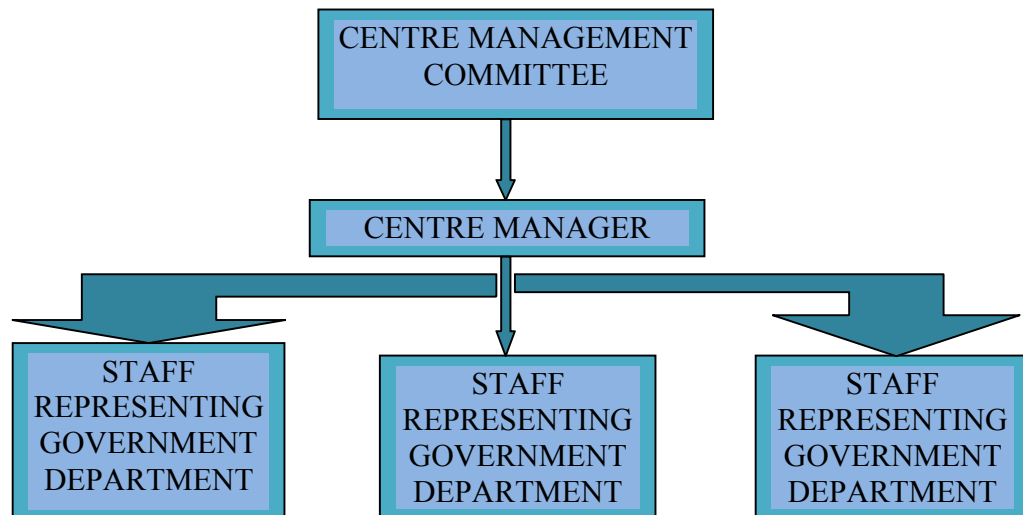 CENTRE MANAGEMENT
COMMITTEE
CENTRE MANAGER
STAFF
REPRESENTING
GOVERNMENT
DEPARTMENT
STAFF
REPRESENTING
GOVERNMENT
DEPARTMENT
STAFF
REPRESENTING
GOVERNMENT
DEPARTMENT